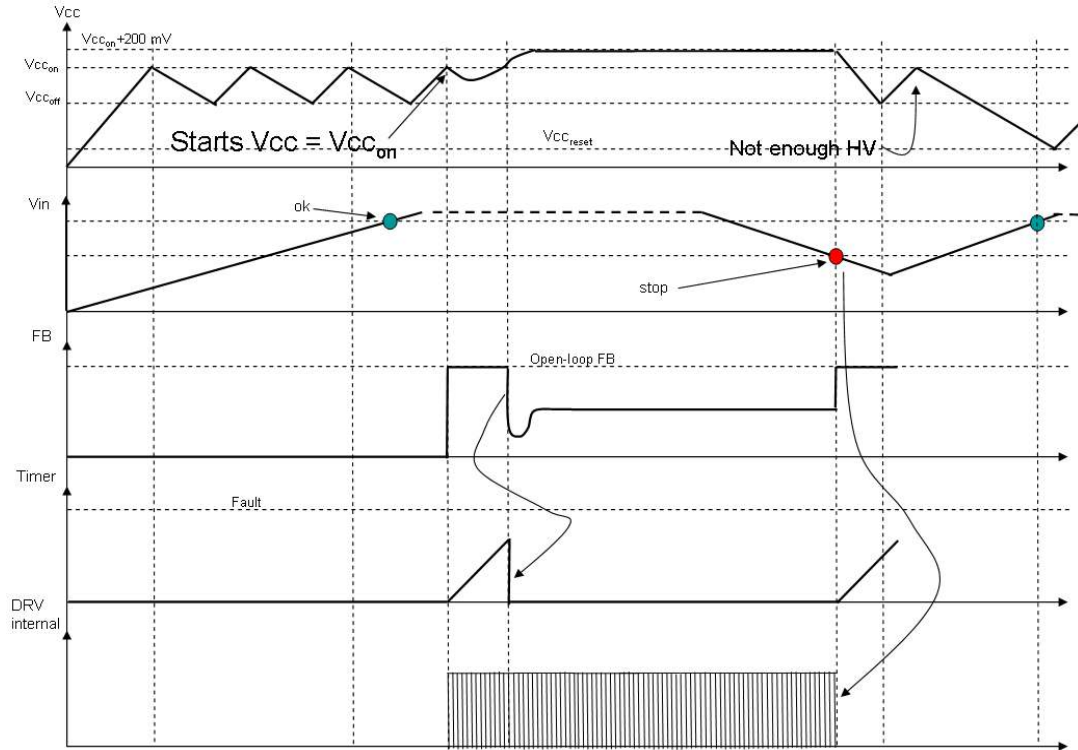 Vcc
Vcc_on+200 mV
Vcc_on
Vcc_off
Starts Vcc = Vcc_on
Vcc_reset
Not enough HV
Vin
ok
stop
FB
Open-loop FB
Timer
Fault
DRV
internal